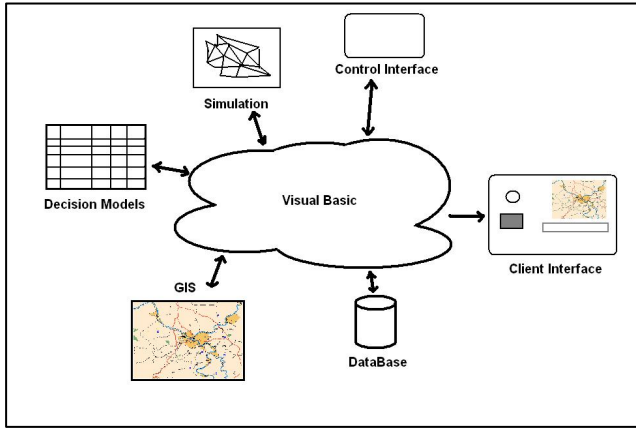 Control Interface
Simulation
Decision Models
Visual Basic
Client Interface
GIS
DataBase